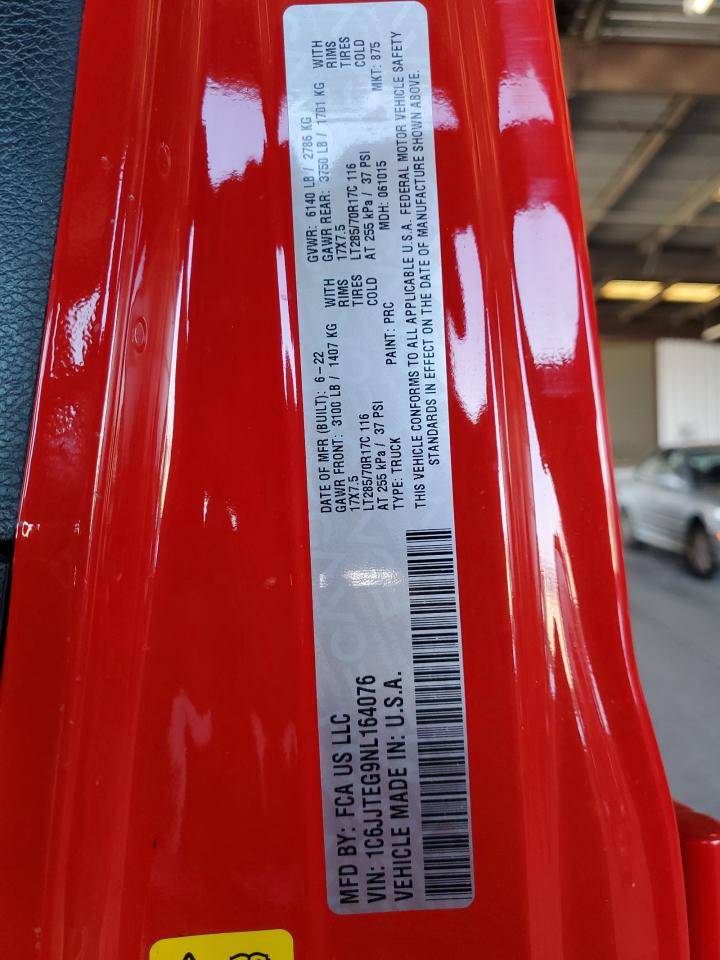 MFD BY: FCA US LLC
VIN: 1C6JJTEG9NL164076
VEHICLE MADE IN: U.S.A.
DATE OF MFR (BUILT): 6-22
GAWR FRONT: 3100 LB / 1407 KG WITH
17X7.5 RIMS
LT285/70R17C 116 TIRES
AT 255 kPa / 37 PSI COLD
TYPE: TRUCK PAINT: PRC
GVWR: 6140 LB / 2786 KG
GAWR REAR: 3750 LB / 1701 KG WITH
17X7.5 RIMS
LT285/70R17C 116 TIRES
AT 255 kPa / 37 PSI COLD
MDH: 061015 MKT: 875
THIS VEHICLE CONFORMS TO ALL APPLICABLE U.S.A. FEDERAL MOTOR VEHICLE SAFETY
STANDARDS IN EFFECT ON THE DATE OF MANUFACTURE SHOWN ABOVE.